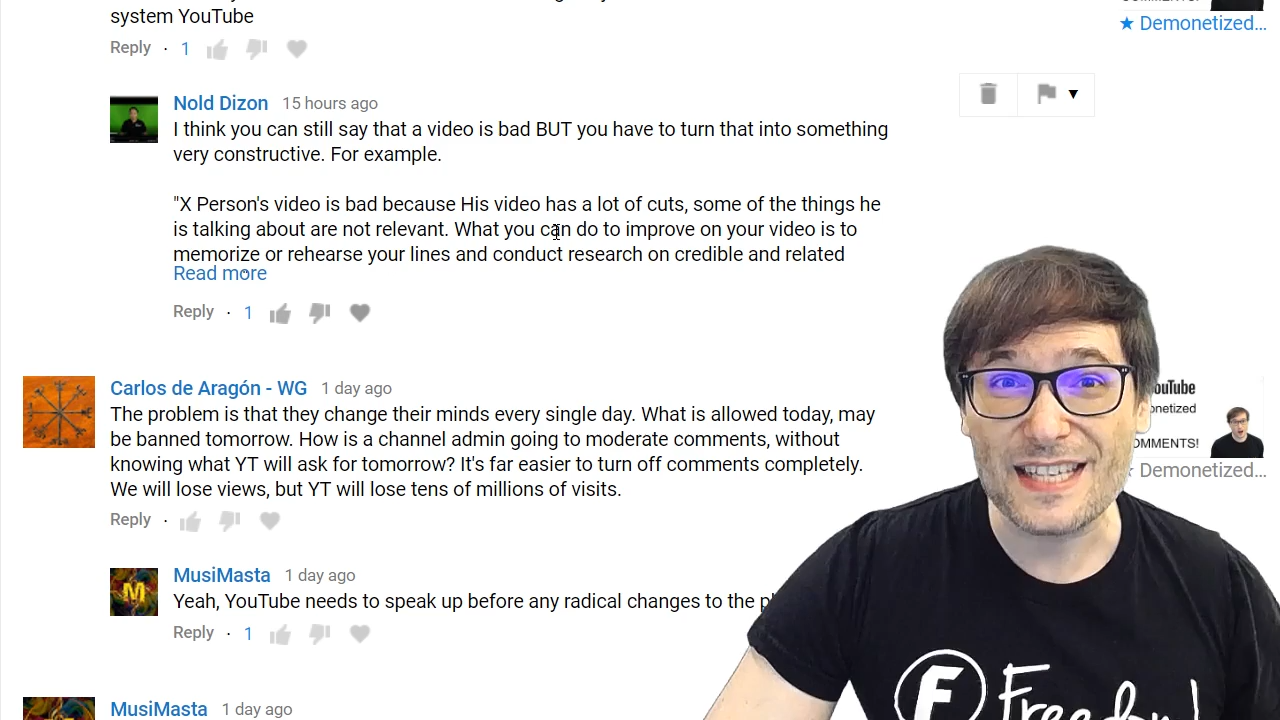 system YouTube
Reply · 1
★ Demonetized...
Nold Dizon 15 hours ago
I think you can still say that a video is bad BUT you have to turn that into something
very constructive. For example.
"X Person's video is bad because His video has a lot of cuts, some of the things he
is talking about are not relevant. What you can do to improve on your video is to
memorize or rehearse your lines and conduct research on credible and related
Read more
Reply · 1
Carlos de Aragón - WG 1 day ago
The problem is that they change their minds every single day. What is allowed today, may
be banned tomorrow. How is a channel admin going to moderate comments, without
knowing what YT will ask for tomorrow? It's far easier to turn off comments completely.
We will lose views, but YT will lose tens of millions of visits.
Reply ·
YouTube
OMMENTS!
★ Demonetized...
MusiMasta 1 day ago
Yeah, YouTube needs to speak up before any radical changes to the
Reply · 1
MusiMasta 1 day ago
F Freedom!